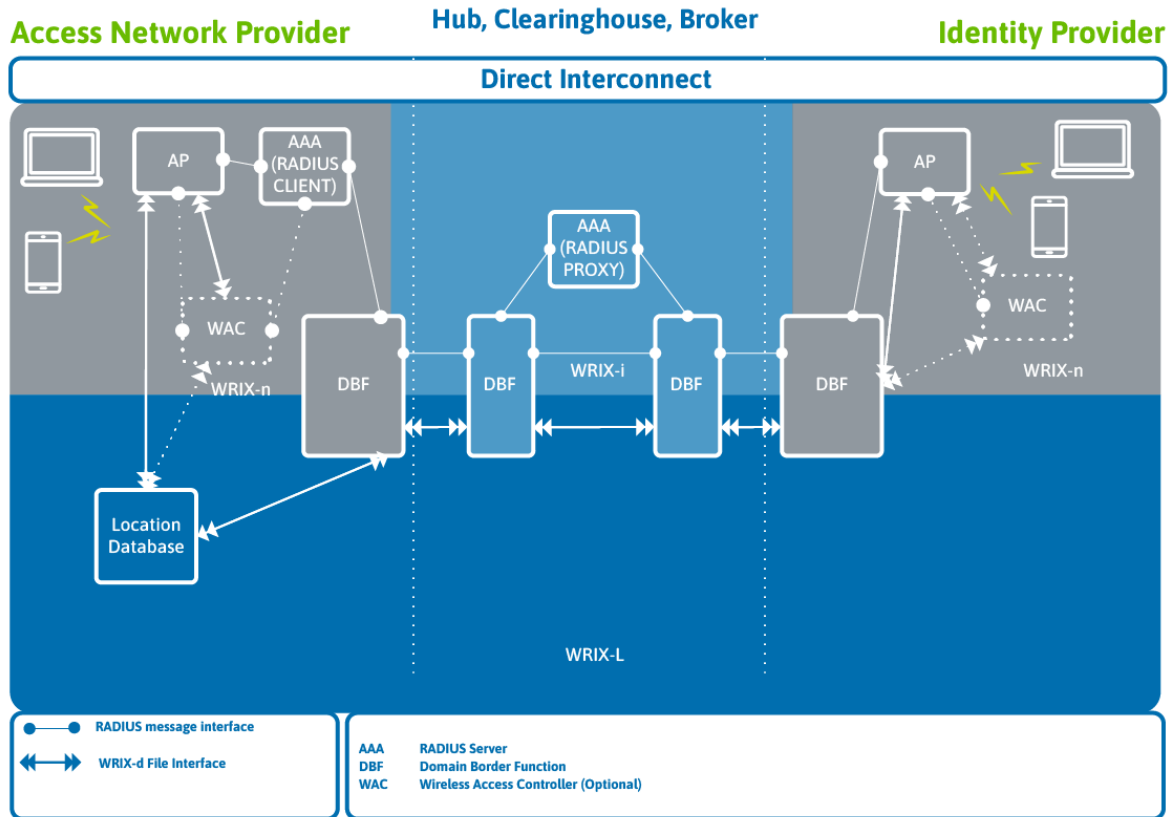 Hub, Clearinghouse, Broker
Access Network Provider
Identity Provider
Direct Interconnect
AP
AAA
(RADIUS
CLIENT)
AP
AAA
(RADIUS
PROXY)
WAC
WAC
WRIX-n
DBF
DBF
WRIX-i
DBF
DBF
WRIX-n
Location
Database
WRIX-L
RADIUS message interface
WRIX-d File Interface
AAA RADIUS Server
DBF Domain Border Function
WAC Wireless Access Controller (Optional)